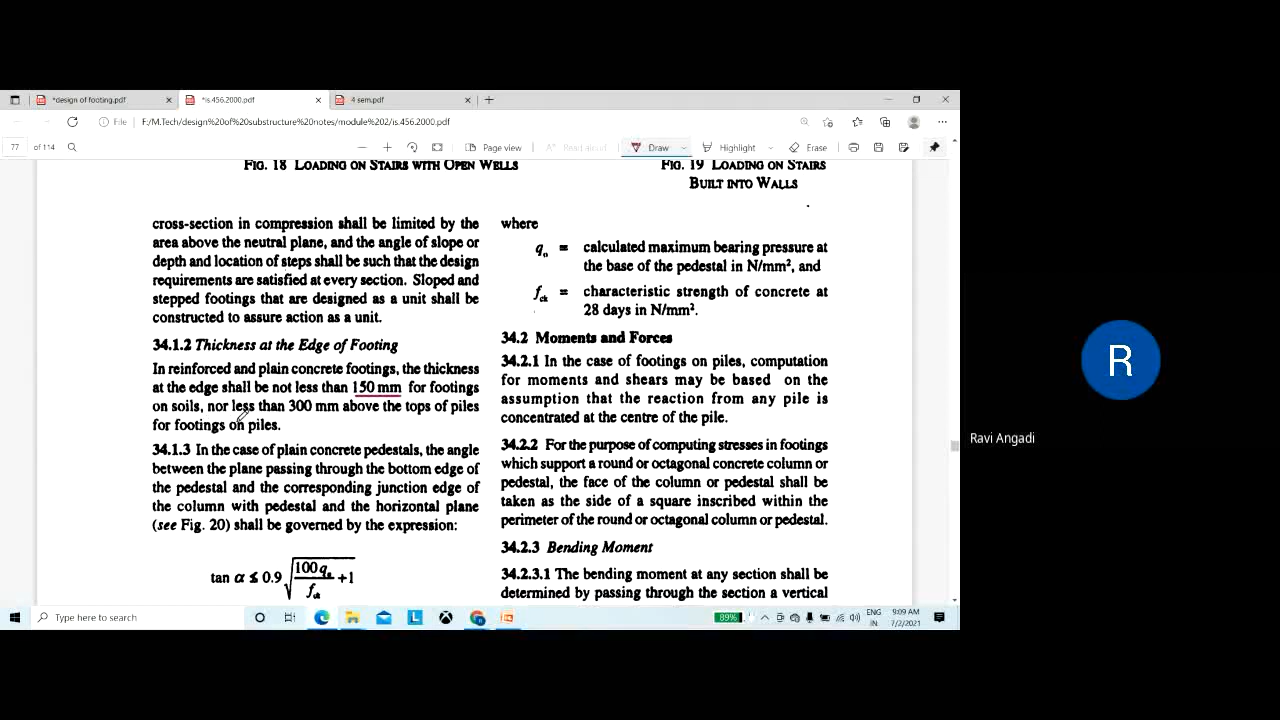 *design of footing.pdf
*is.456.2000.pdf
4 sem.pdf
File
F:/M.Tech/design%20of%20substructure%20notes/module%202/is.456.2000.pdf
77 of 114
Page view
Read aloud
Draw
Highlight
Erase
FIG. 18 LOADING ON STAIRS WITH OPEN WELLS
FIG. 19 LOADING ON STAIRS
BUILT INTO WALLS
cross-section in compression shall be limited by the
area above the neutral plane, and the angle of slope or
depth and location of steps shall be such that the design
requirements are satisfied at every section. Sloped and
stepped footings that are designed as a unit shall be
constructed to assure action as a unit.
34.1.2 Thickness at the Edge of Footing
In reinforced and plain concrete footings, the thickness
at the edge shall be not less than 150 mm for footings
on soils, nor less than 300 mm above the tops of piles
for footings on piles.
34.1.3 In the case of plain concrete pedestals, the angle
between the plane passing through the bottom edge of
the pedestal and the corresponding junction edge of
the column with pedestal and the horizontal plane
(see Fig. 20) shall be governed by the expression:
tan α ≤ 0.9 √(100 qₒ / f_ck + 1)
where
qₒ = calculated maximum bearing pressure at
the base of the pedestal in N/mm², and
f_ck = characteristic strength of concrete at
28 days in N/mm².
34.2 Moments and Forces
34.2.1 In the case of footings on piles, computation
for moments and shears may be based on the
assumption that the reaction from any pile is
concentrated at the centre of the pile.
34.2.2 For the purpose of computing stresses in footings
which support a round or octagonal concrete column or
pedestal, the face of the column or pedestal shall be
taken as the side of a square inscribed within the
perimeter of the round or octagonal column or pedestal.
34.2.3 Bending Moment
34.2.3.1 The bending moment at any section shall be
determined by passing through the section a vertical
R
Ravi Angadi
Type here to search
89%
ENG
IN
9:09 AM
7/2/2021